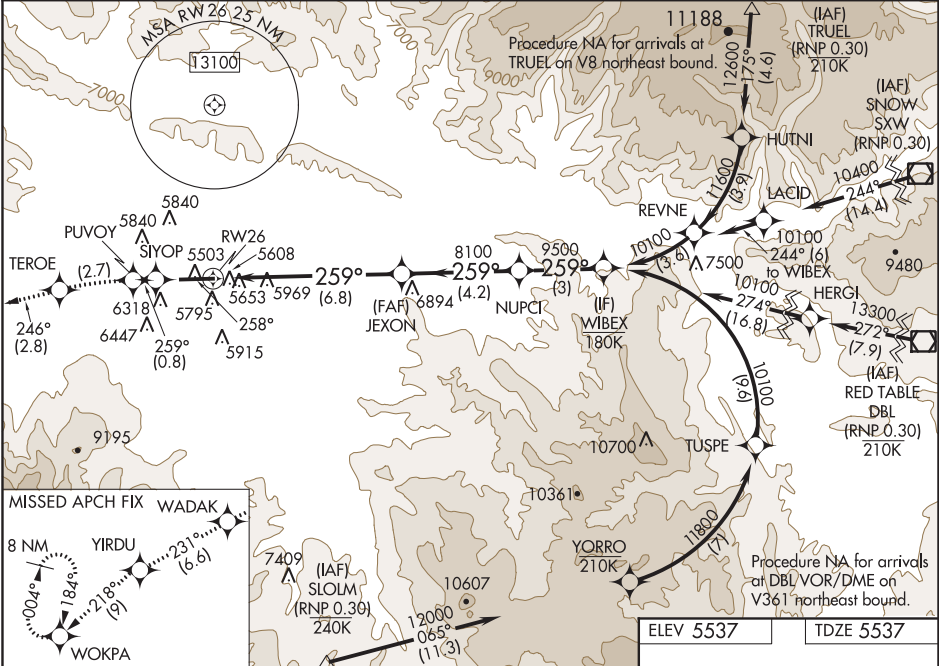 MSA RW26 25 NM
13100
7000
9000
Procedure NA for arrivals at
TRUEL on V8 northeast bound.
11188
12600
175°
(4.6)
(IAF)
TRUEL
(RNP 0.30)
210K
(IAF)
SNOW
SXW
(RNP 0.30)
HUTNI
11600
(3.9)
LACID
10400
244°
(14.4)
REVNE
10100
(3.6)
7500
10100
244° (6)
to WIBEX
9480
HERGI
10100
274°
(16.8)
13300
272°
(7.9)
(IAF)
RED TABLE
DBL
(RNP 0.30)
210K
5840
5840
PUVOY
SIYOP
5503
RW26
5608
TEROE
(2.7)
5653
5969
6318
5795
258°
6447
259°
(0.8)
5915
246°
(2.8)
259°
(6.8)
(FAF)
JEXON
6894
8100
259°
(4.2)
NUPCI
9500
259°
(3)
(IF)
WIBEX
180K
10100
(9.9)
TUSPE
10700
10361
11800
(7)
YORRO
210K
9195
MISSED APCH FIX
WADAK
8 NM
YIRDU
231°
(6.6)
004°
184°
218°
(9)
WOKPA
7409
(IAF)
SLOLM
(RNP 0.30)
240K
10607
12000
065°
(11.3)
Procedure NA for arrivals
at DBL VOR/DME on
V361 northeast bound.
ELEV 5537
TDZE 5537